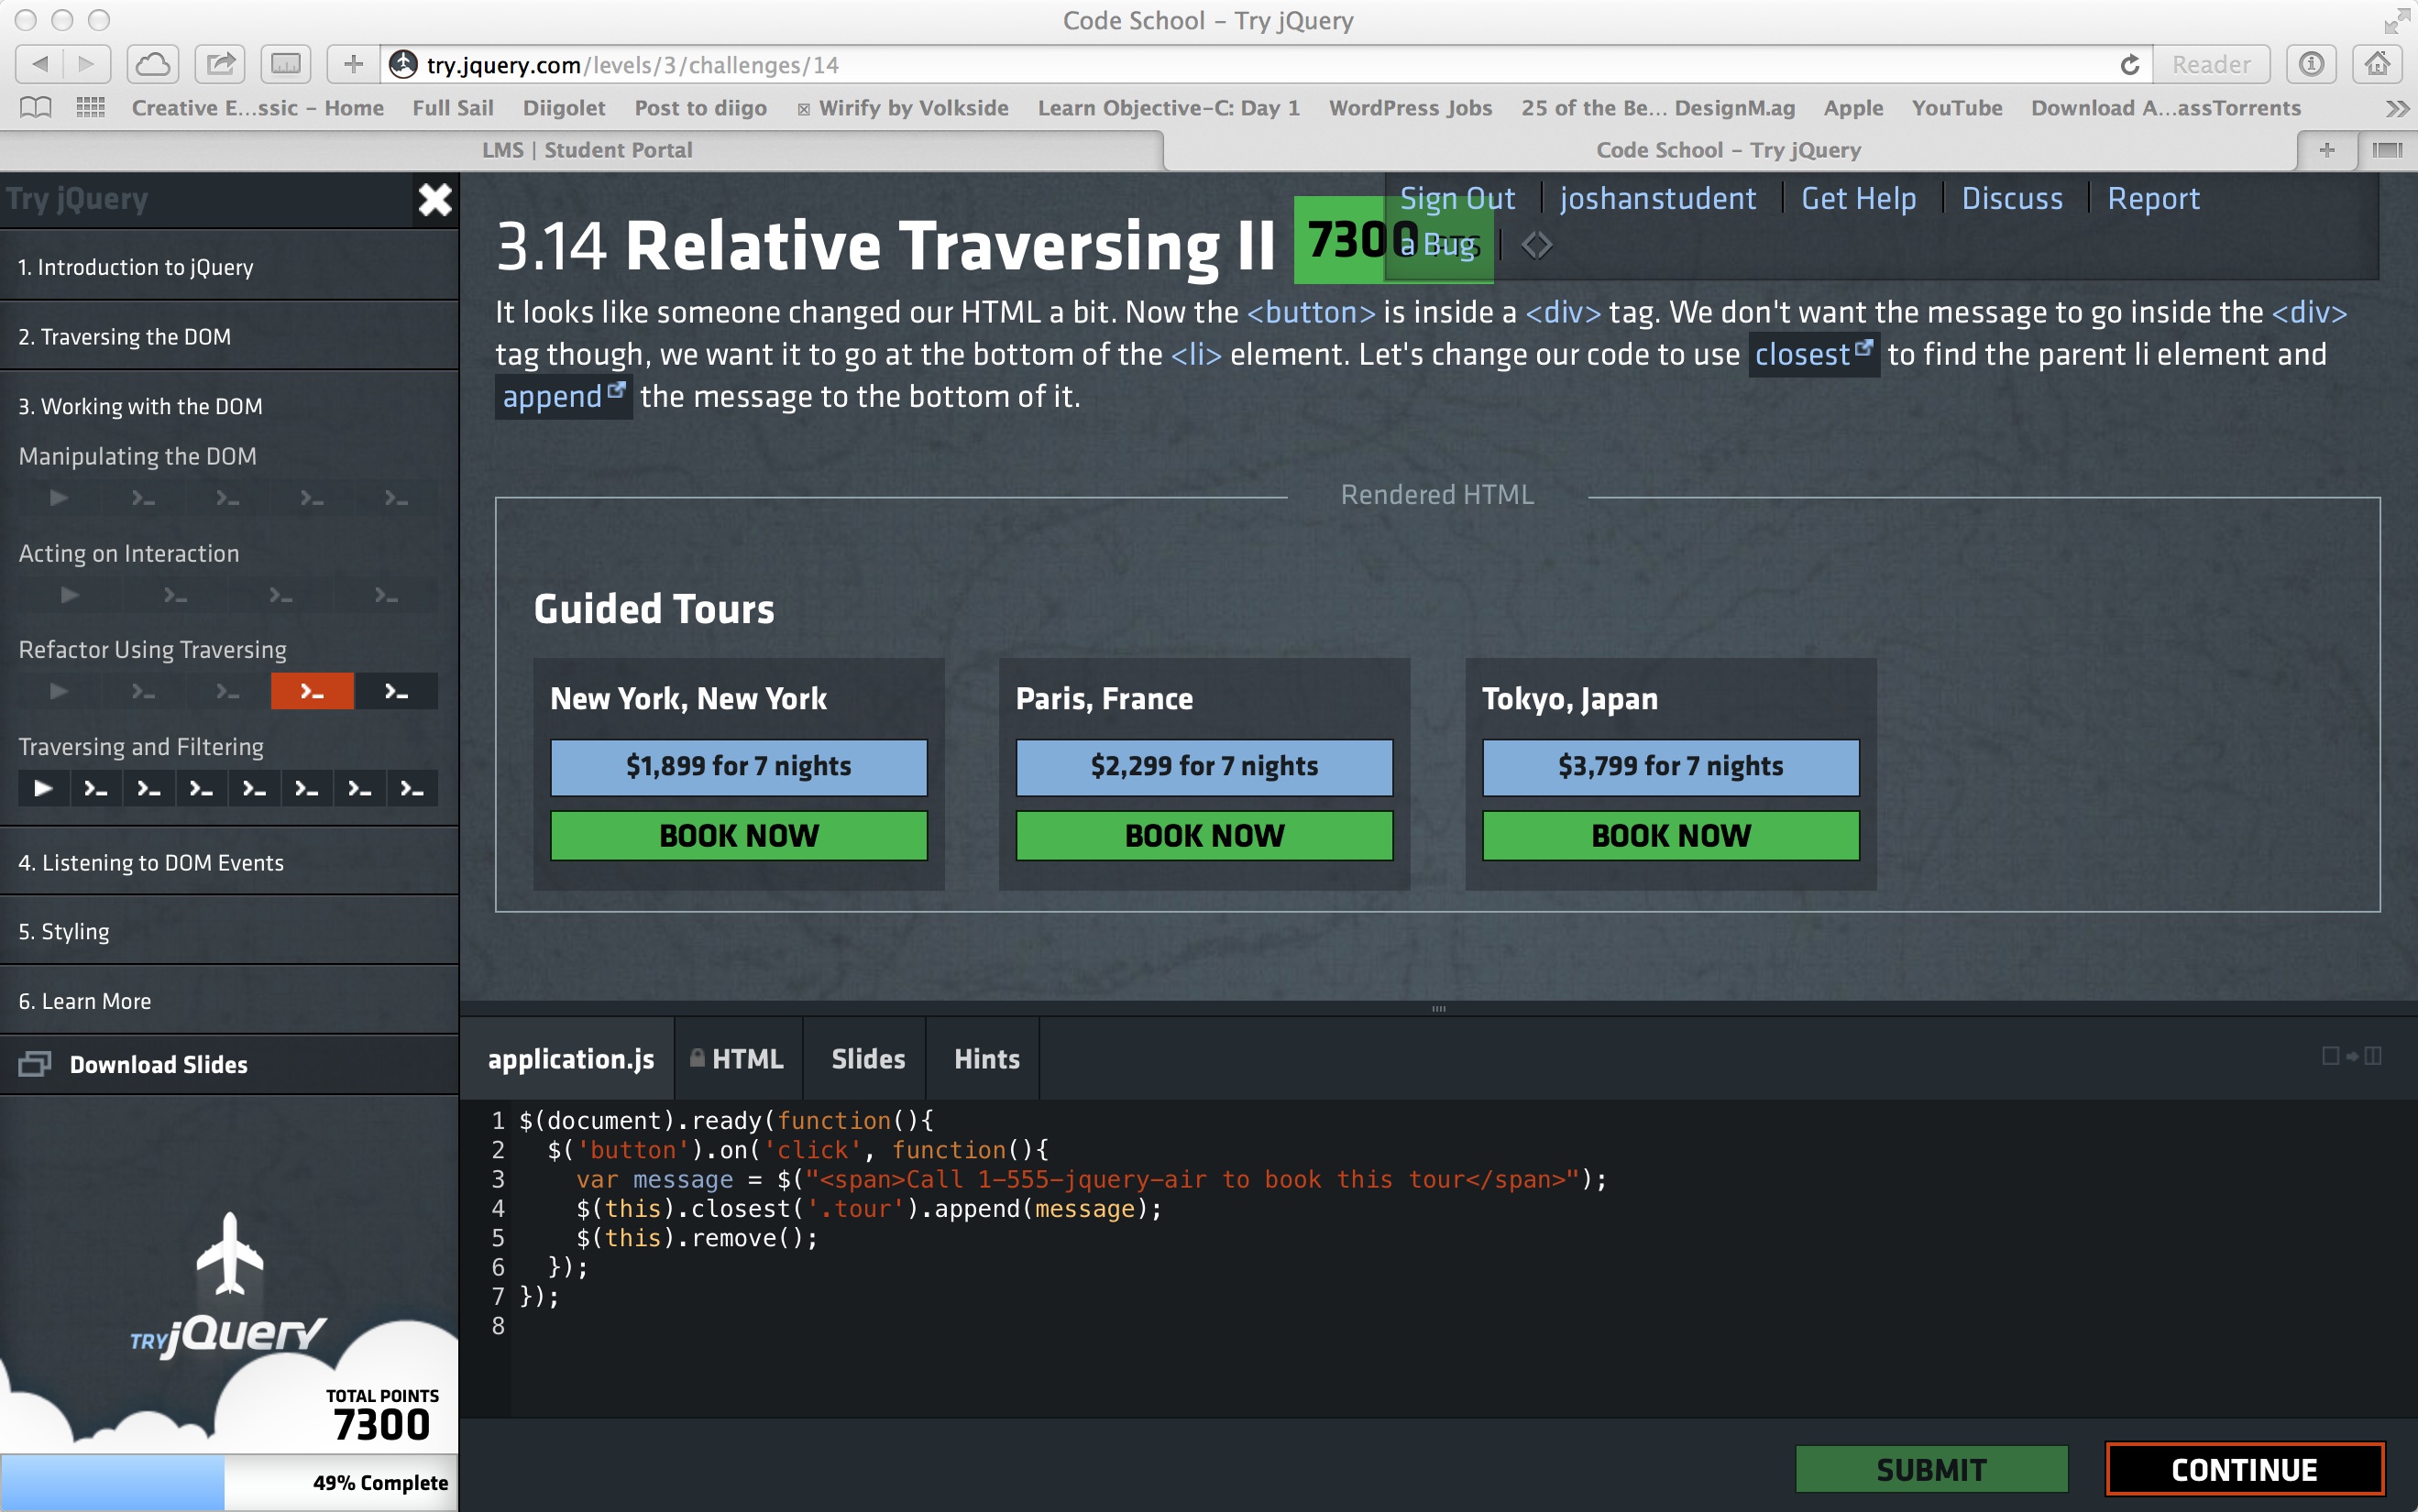 Code School – Try jQuery
try.jquery.com/levels/3/challenges/14
Reader
Creative E...ssic – Home Full Sail Diigolet Post to diigo Wirify by Volkside Learn Objective-C: Day 1 WordPress Jobs 25 of the Be... DesignM.ag Apple YouTube Download A...assTorrents
LMS | Student Portal
Code School – Try jQuery
Try jQuery
1. Introduction to jQuery
2. Traversing the DOM
3. Working with the DOM
Manipulating the DOM
Acting on Interaction
Refactor Using Traversing
Traversing and Filtering
4. Listening to DOM Events
5. Styling
6. Learn More
Download Slides
TRY jQuery
TOTAL POINTS
7300
49% Complete
Sign Out joshanstudent Get Help Discuss Report
a Bug
3.14 Relative Traversing II 7300 PTS
It looks like someone changed our HTML a bit. Now the <button> is inside a <div> tag. We don't want the message to go inside the <div>
tag though, we want it to go at the bottom of the <li> element. Let's change our code to use closest to find the parent li element and
append the message to the bottom of it.
Rendered HTML
Guided Tours
New York, New York
$1,899 for 7 nights
BOOK NOW
Paris, France
$2,299 for 7 nights
BOOK NOW
Tokyo, Japan
$3,799 for 7 nights
BOOK NOW
application.js HTML Slides Hints
1 $(document).ready(function(){
2   $('button').on('click', function(){
3     var message = $("<span>Call 1-555-jquery-air to book this tour</span>");
4     $(this).closest('.tour').append(message);
5     $(this).remove();
6   });
7 });
8
SUBMIT
CONTINUE